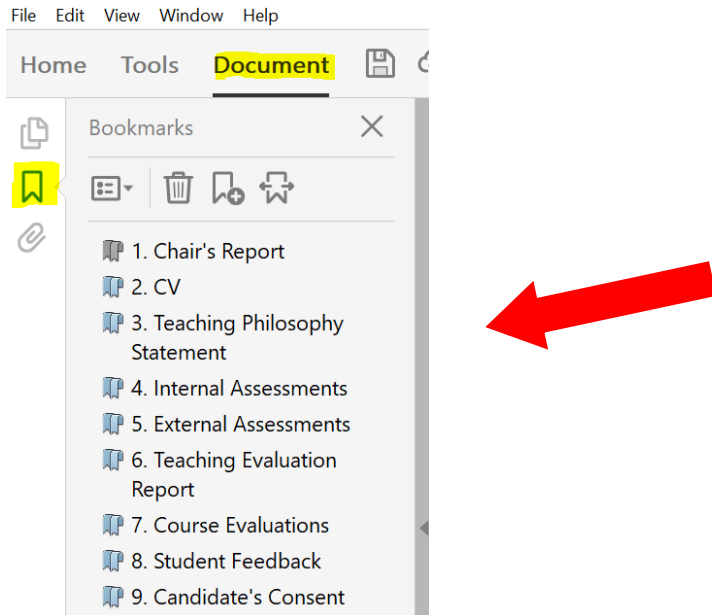 File Edit View Window Help
Home Tools Document
Bookmarks
1. Chair's Report
2. CV
3. Teaching Philosophy
Statement
4. Internal Assessments
5. External Assessments
6. Teaching Evaluation
Report
7. Course Evaluations
8. Student Feedback
9. Candidate's Consent